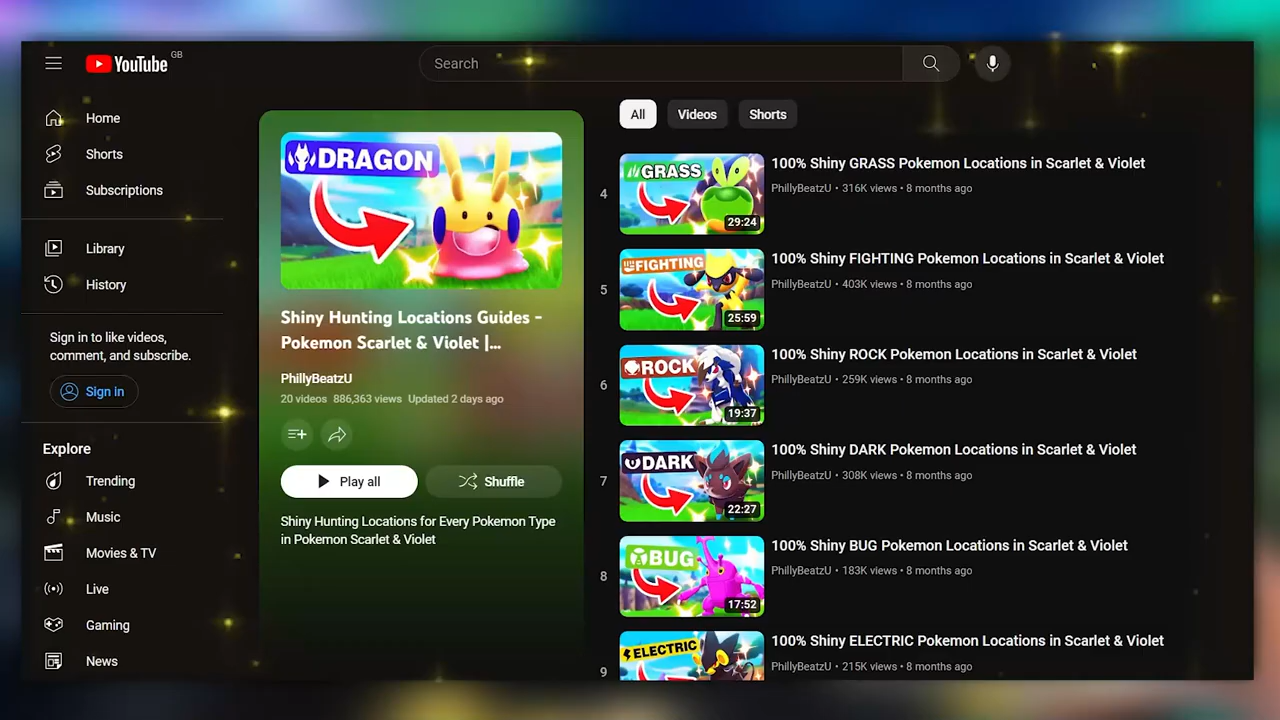 YouTube GB
Search
Home
Shorts
Subscriptions
Library
History
Sign in to like videos,
comment, and subscribe.
Sign in
Explore
Trending
Music
Movies & TV
Live
Gaming
News
DRAGON
Shiny Hunting Locations Guides -
Pokemon Scarlet & Violet |...
PhillyBeatzU
20 videos 886,363 views Updated 2 days ago
Play all
Shuffle
Shiny Hunting Locations for Every Pokemon Type
in Pokemon Scarlet & Violet
All Videos Shorts
4
GRASS
29:24
100% Shiny GRASS Pokemon Locations in Scarlet & Violet
PhillyBeatzU • 316K views • 8 months ago
5
FIGHTING
25:59
100% Shiny FIGHTING Pokemon Locations in Scarlet & Violet
PhillyBeatzU • 403K views • 8 months ago
6
ROCK
19:37
100% Shiny ROCK Pokemon Locations in Scarlet & Violet
PhillyBeatzU • 259K views • 8 months ago
7
DARK
22:27
100% Shiny DARK Pokemon Locations in Scarlet & Violet
PhillyBeatzU • 308K views • 8 months ago
8
BUG
17:52
100% Shiny BUG Pokemon Locations in Scarlet & Violet
PhillyBeatzU • 183K views • 8 months ago
9
ELECTRIC
100% Shiny ELECTRIC Pokemon Locations in Scarlet & Violet
PhillyBeatzU • 215K views • 8 months ago